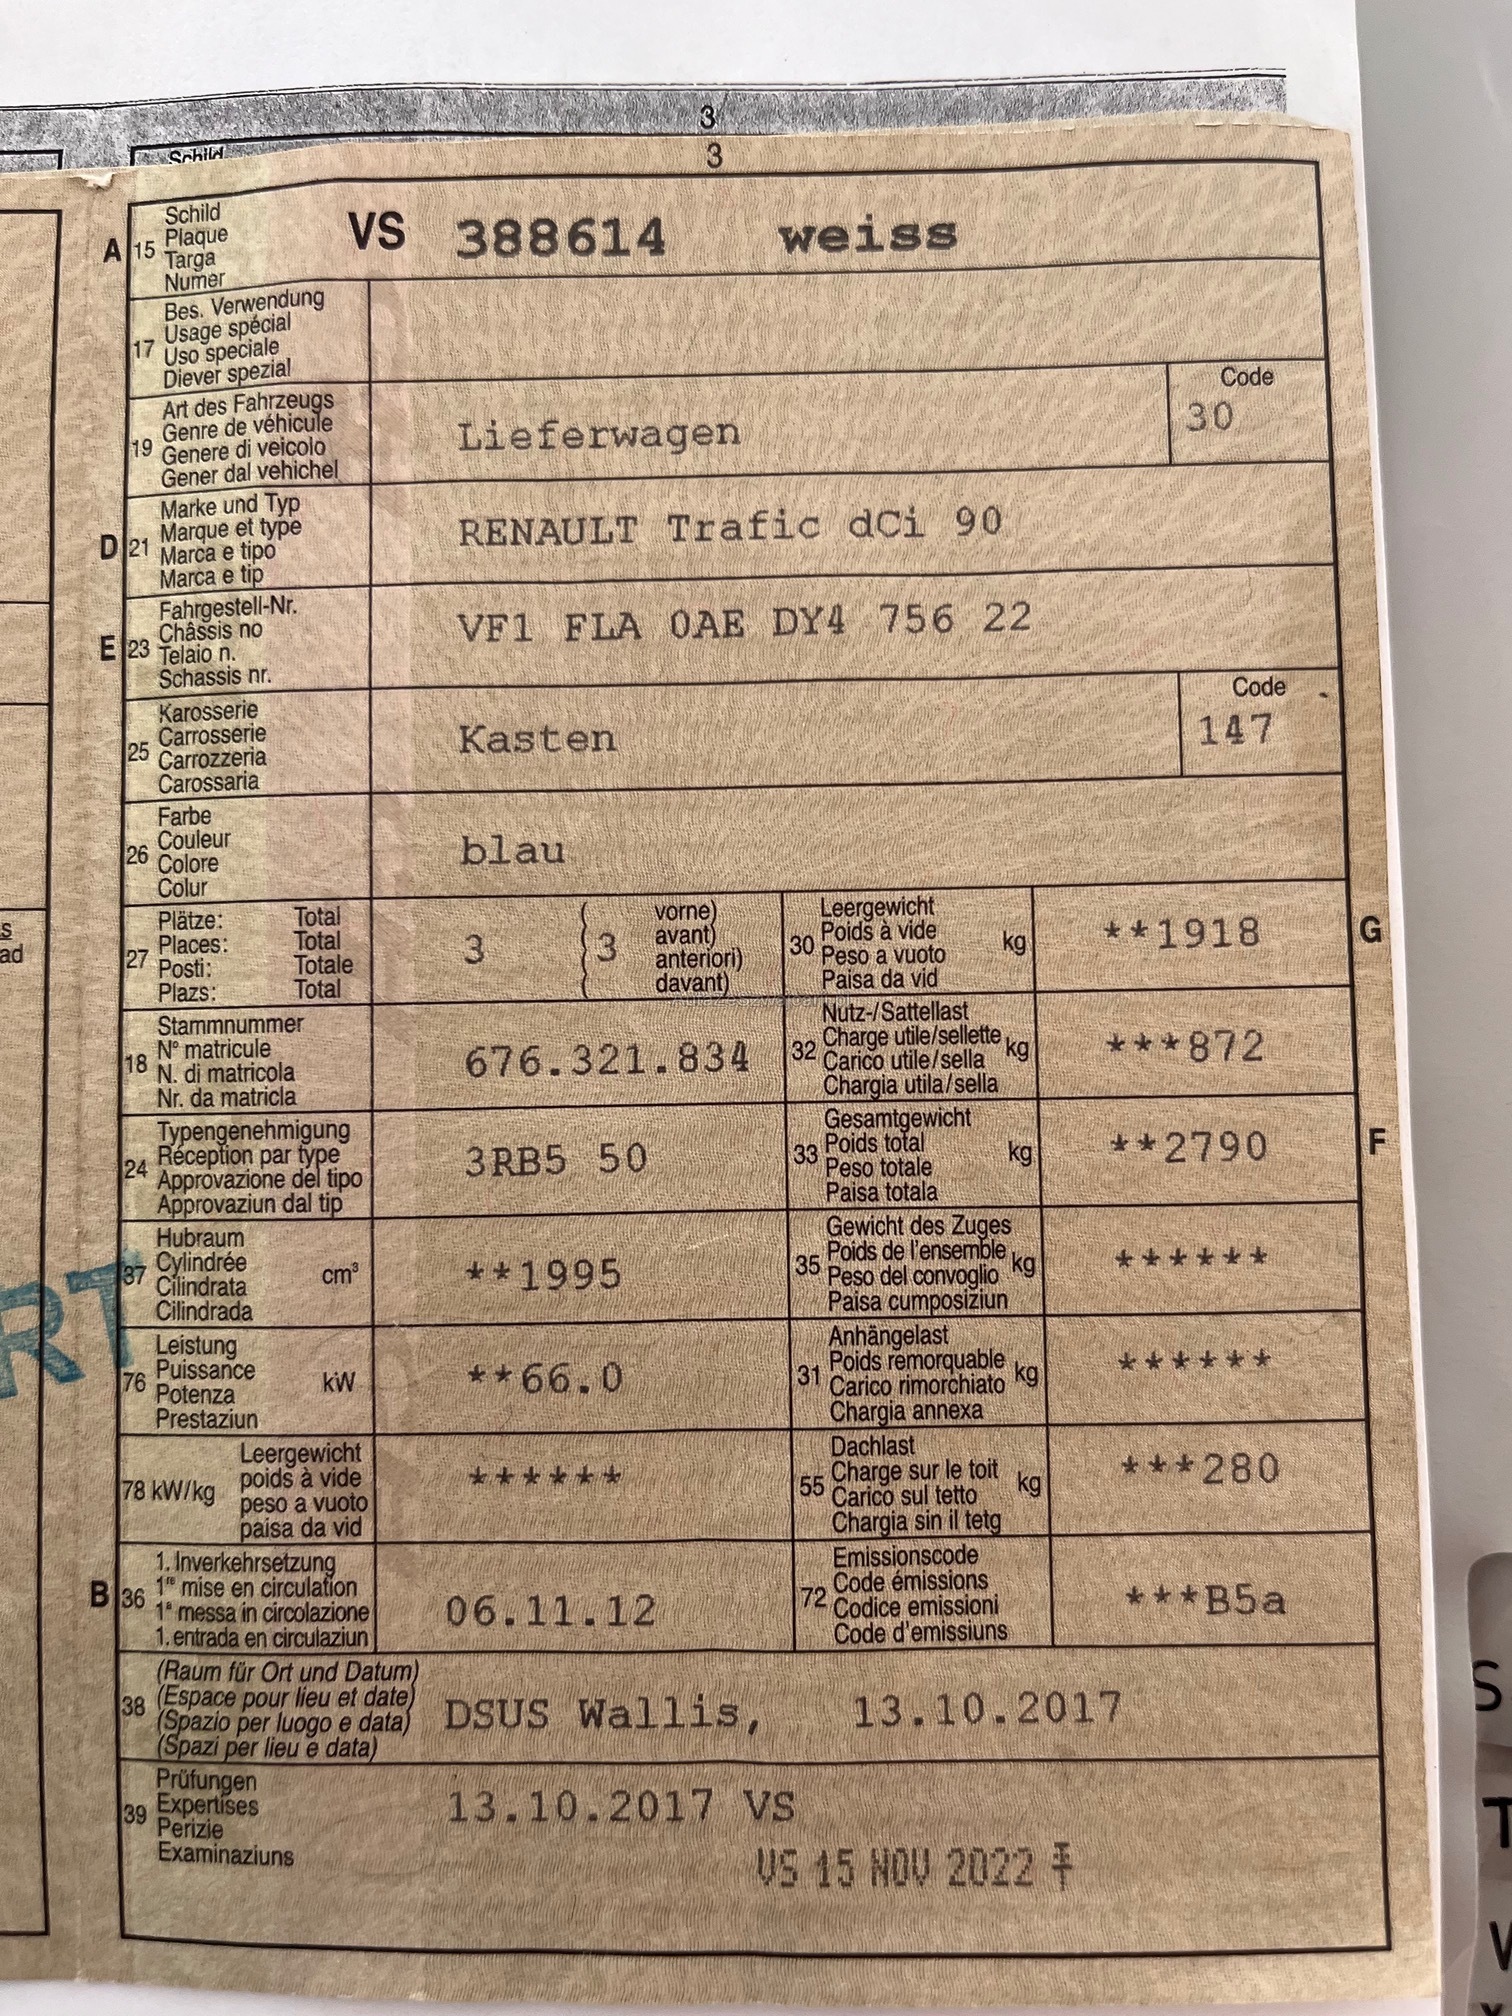 3
Schild
3
A 15 Schild Plaque Targa Numer VS 388614 weiss
17 Bes. Verwendung Usage spécial Uso speciale Diever spezial
19 Art des Fahrzeugs Genre de véhicule Genere di veicolo Gener dal vehichel Lieferwagen Code 30
D 21 Marke und Typ Marque et type Marca e tipo Marca e tip RENAULT Trafic dCi 90
E 23 Fahrgestell-Nr. Châssis no Telaio n. Schassis nr. VF1 FLA 0AE DY4 756 22
25 Karosserie Carrosserie Carrozzeria Carossaria Kasten Code 147
26 Farbe Couleur Colore Colur blau
27 Plätze: Total Places: Total Posti: Totale Plazs: Total 3 ( 3 vorne) avant) anteriori) davant)
30 Leergewicht Poids à vide Peso a vuoto Paisa da vid kg **1918 G
18 Stammnummer N° matricule N. di matricola Nr. da matricla 676.321.834
32 Nutz-/Sattellast Charge utile/sellette Carico utile/sella Chargia utila/sella kg ***872
24 Typengenehmigung Réception par type Approvazione del tipo Approvaziun dal tip 3RB5 50
33 Gesamtgewicht Poids total Peso totale Paisa totala kg **2790 F
37 Hubraum Cylindrée Cilindrata Cilindrada cm³ **1995
35 Gewicht des Zuges Poids de l'ensemble Peso del convoglio Paisa cumposiziun kg ******
76 Leistung Puissance Potenza Prestaziun kW **66.0
31 Anhängelast Poids remorquable Carico rimorchiato Chargia annexa kg ******
78 kW/kg Leergewicht poids à vide peso a vuoto paisa da vid ******
55 Dachlast Charge sur le toit Carico sul tetto Chargia sin il tetg kg ***280
B 36 1. Inverkehrsetzung 1re mise en circulation 1a messa in circolazione 1. entrada en circulaziun 06.11.12
72 Emissionscode Code émissions Codice emissioni Code d'emissiuns ***B5a
38 (Raum für Ort und Datum) (Espace pour lieu et date) (Spazio per luogo e data) (Spazi per lieu e data) DSUS Wallis, 13.10.2017
39 Prüfungen Expertises Perizie Examinaziuns 13.10.2017 VS
VS 15 NOV 2022